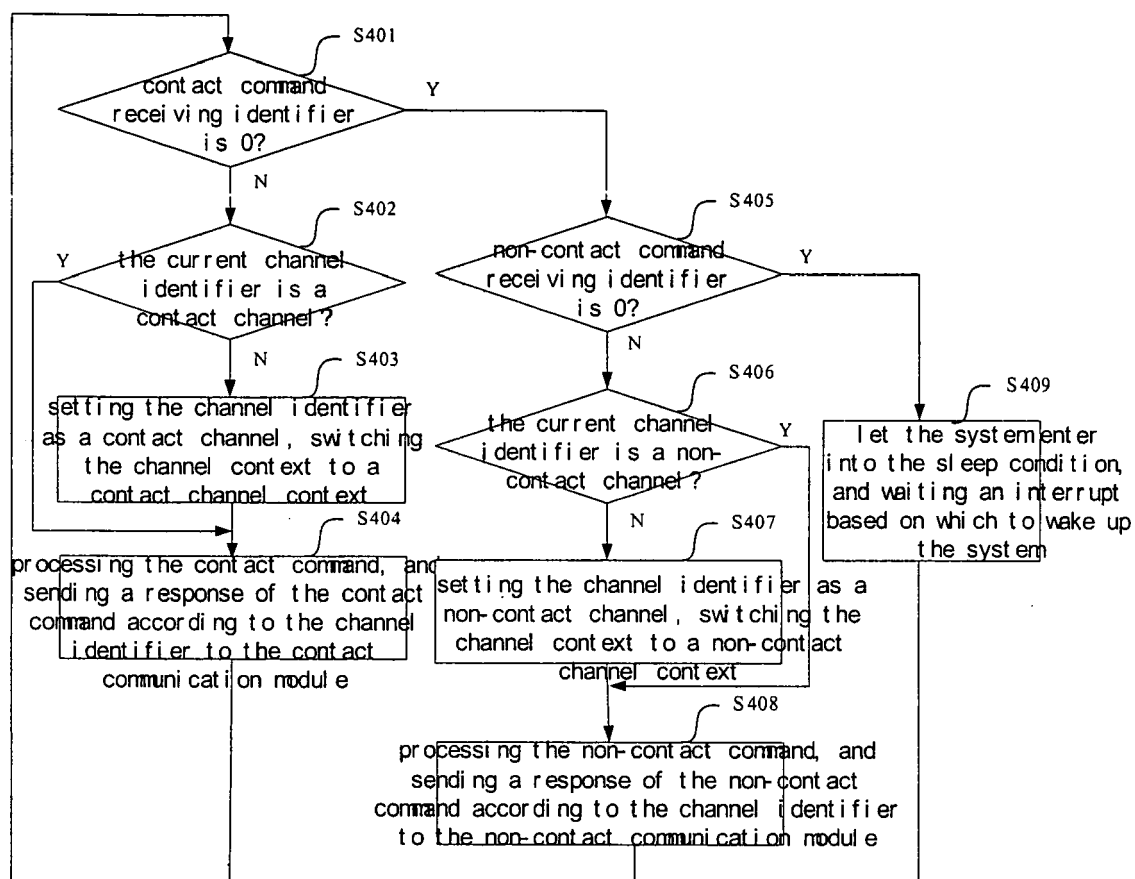 S401
contact command
receiving identifier
is 0?
Y
N
S402
Y
the current channel
identifier is a
contact channel?
N
S403
setting the channel identifier
as a contact channel, switching
the channel context to a
contact channel context
S404
processing the contact command, and
sending a response of the contact
command according to the channel
identifier to the contact
communication module
S405
non-contact command
receiving identifier
is 0?
Y
N
S406
the current channel
identifier is a non-
contact channel?
Y
N
S407
setting the channel identifier as a
non-contact channel, switching the
channel context to a non-contact
channel context
S408
processing the non-contact command, and
sending a response of the non-contact
command according to the channel identifier
to the non-contact communication module
S409
let the system enter
into the sleep condition,
and waiting an interrupt
based on which to wake up
the system